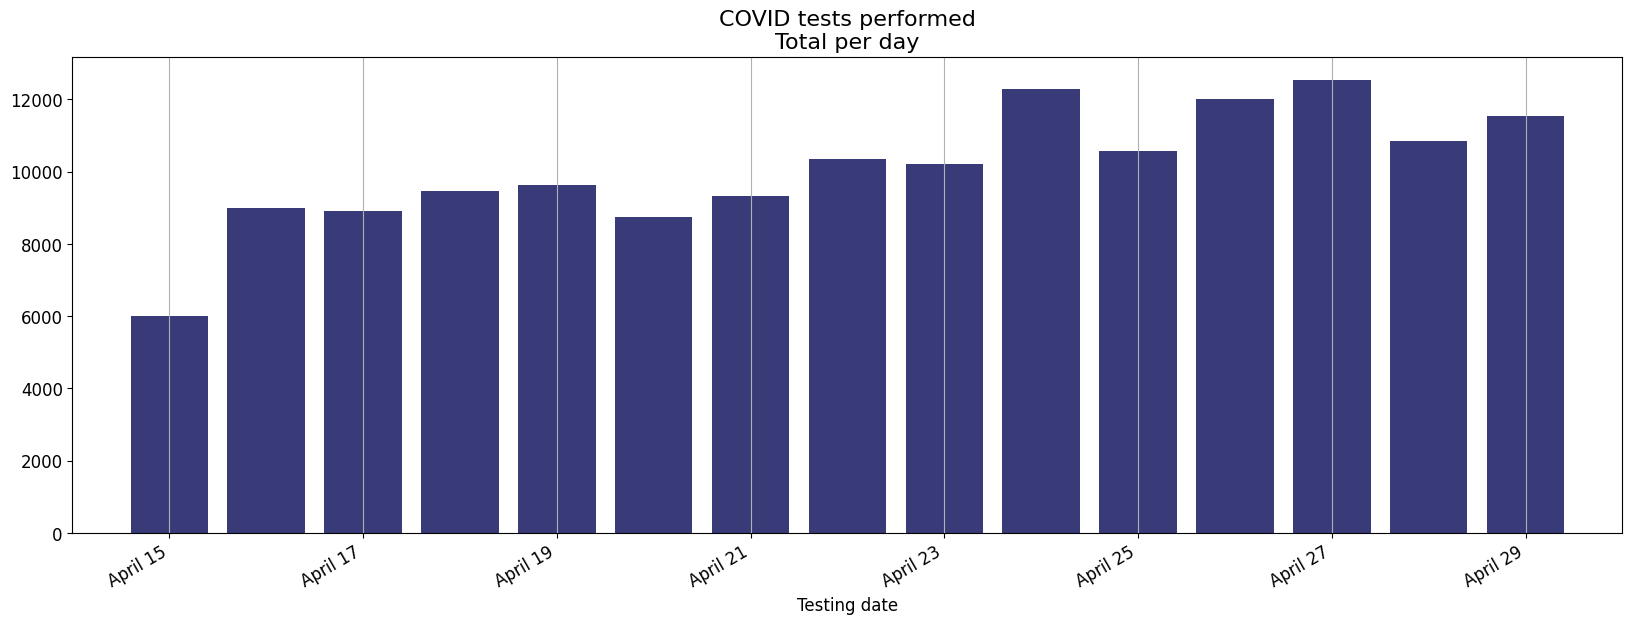 COVID tests performed
Total per day
12000
10000
8000
6000
4000
2000
0
April 15
April 17
April 19
April 21
April 23
April 25
April 27
April 29
Testing date